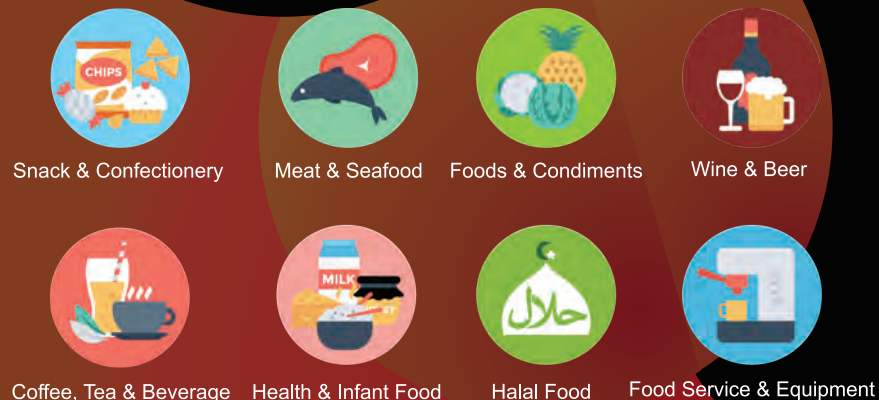 CHIPS
Snack & Confectionery
Meat & Seafood
Foods & Condiments
Wine & Beer
MILK
حلال
Coffee, Tea & Beverage
Health & Infant Food
Halal Food
Food Service & Equipment